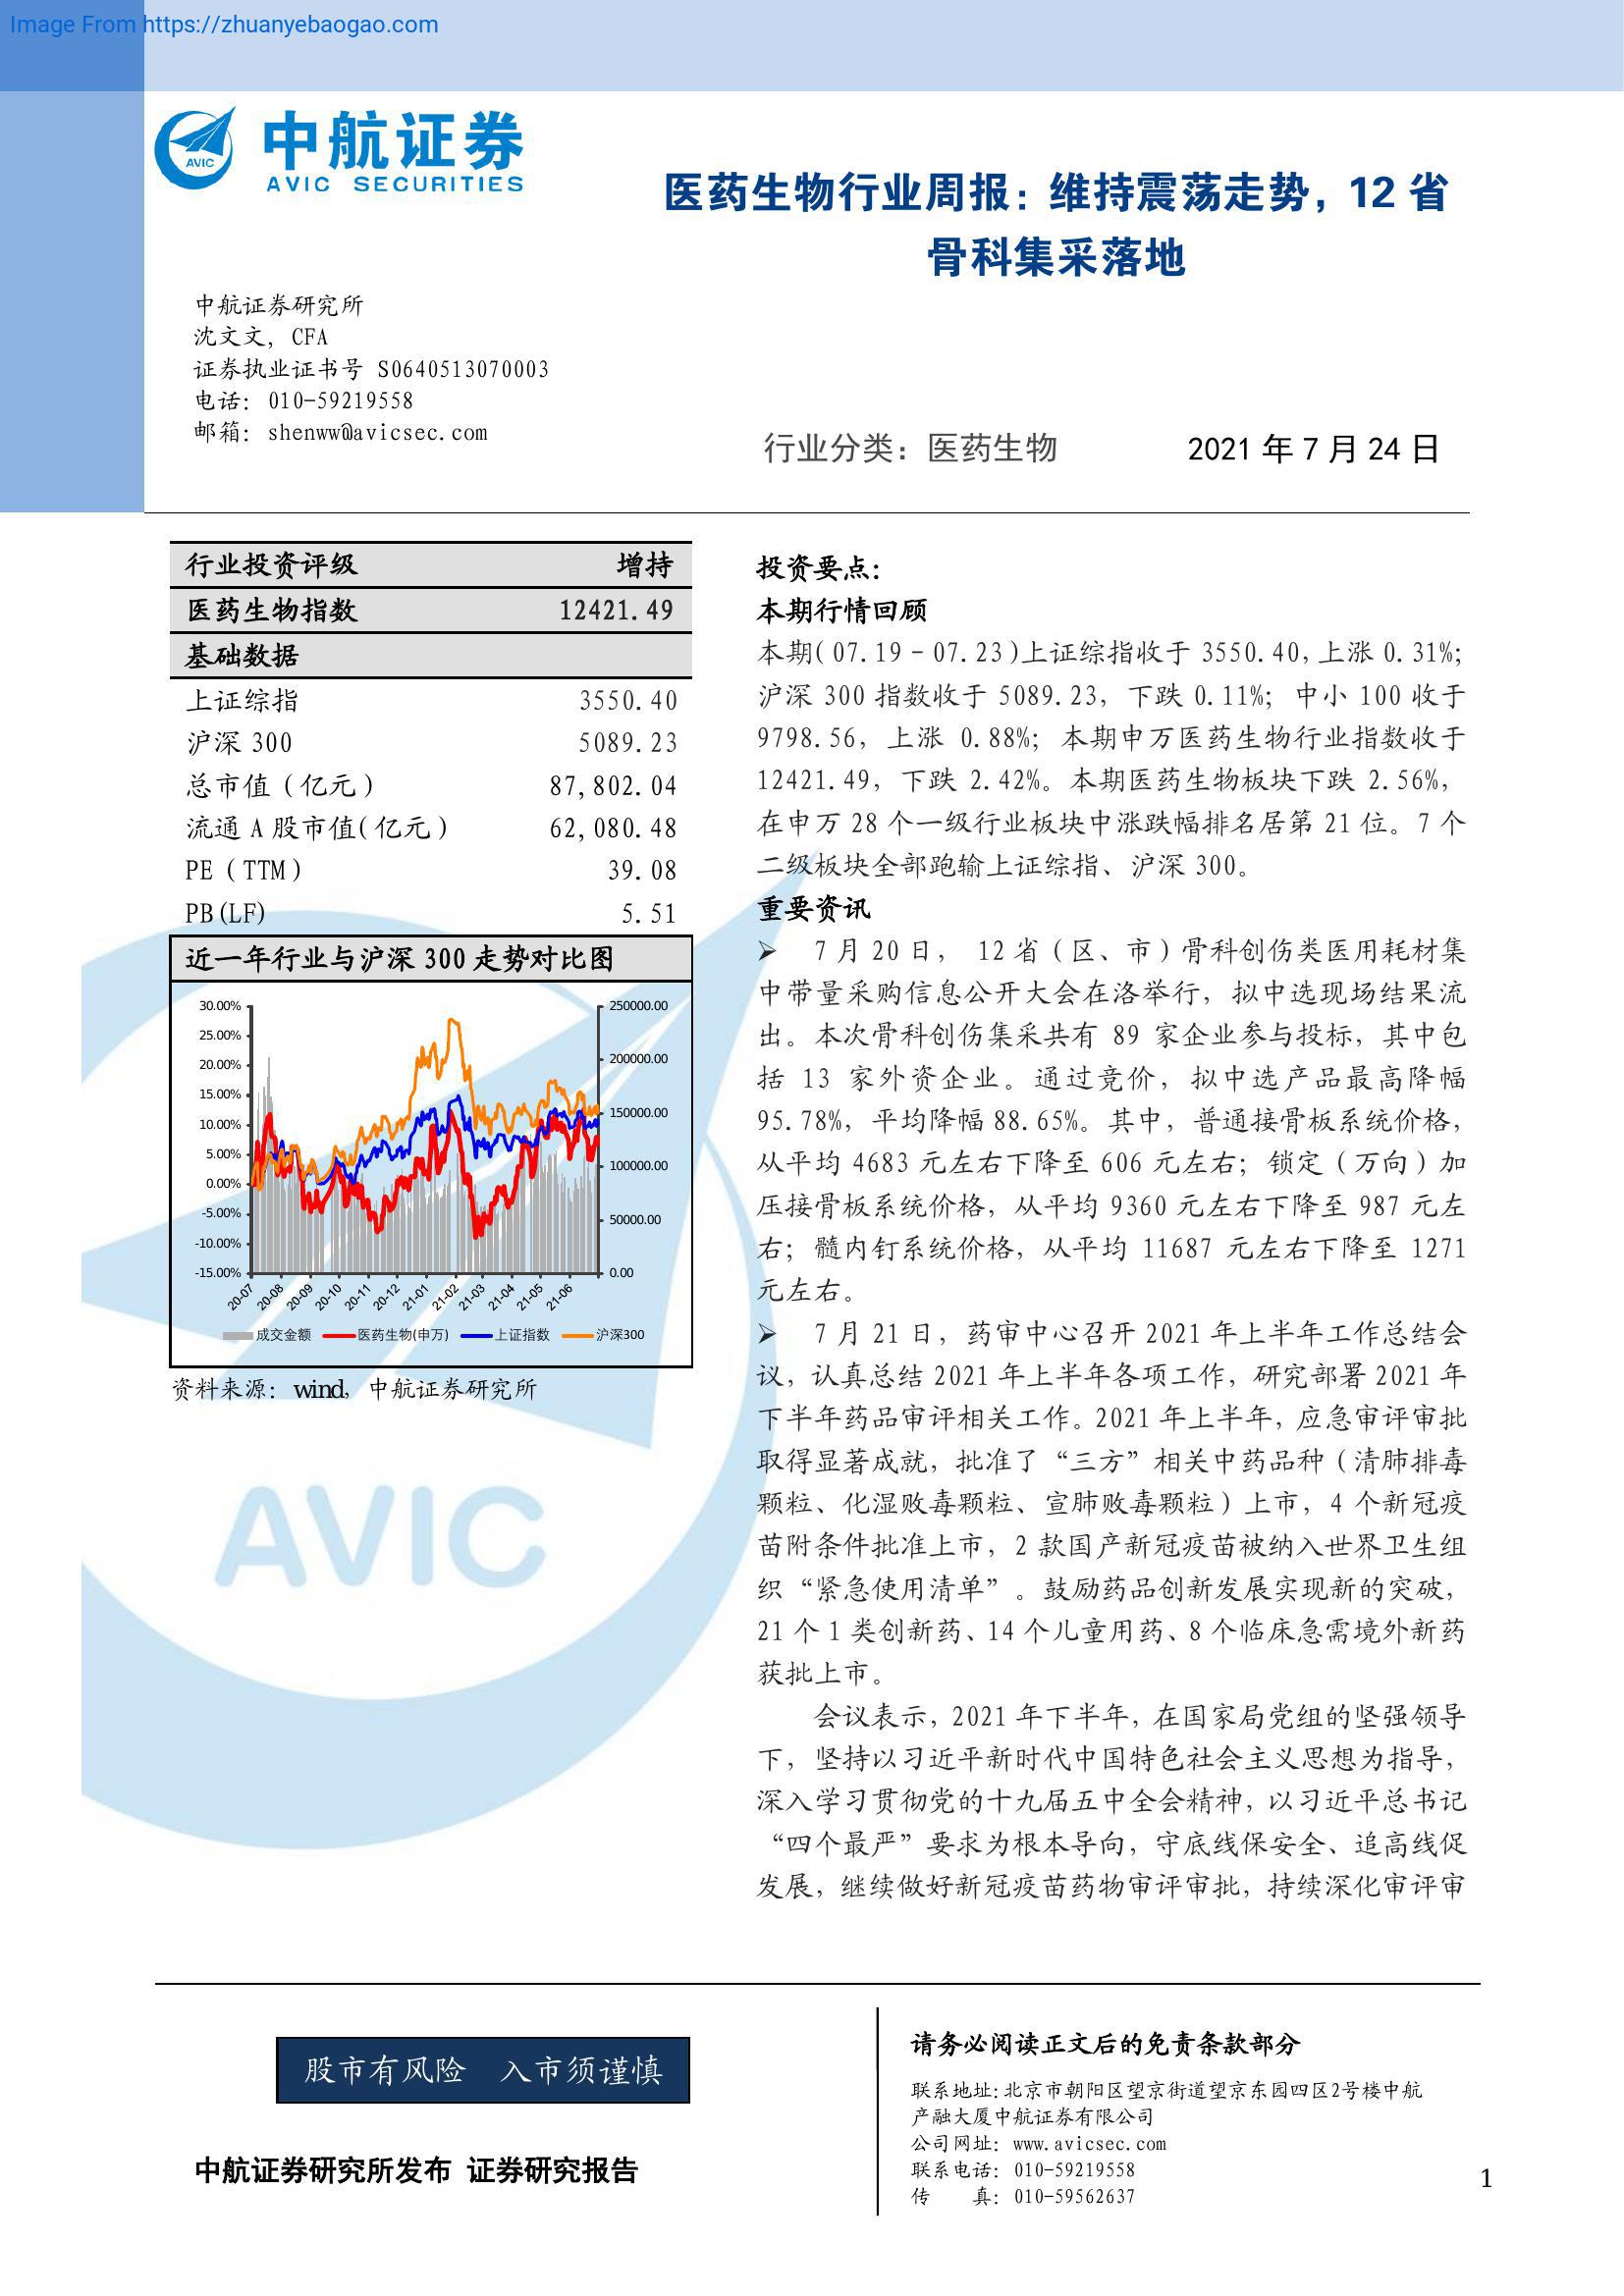 Image From https://zhuanyebaogao.com
AVIC
中航证券
AVIC SECURITIES
医药生物行业周报：维持震荡走势，12 省
骨科集采落地
中航证券研究所
沈文文，CFA
证券执业证书号 S0640513070003
电话：010-59219558
邮箱：shenww@avicsec.com
行业分类：医药生物 2021 年 7 月 24 日
行业投资评级 增持
医药生物指数 12421.49
基础数据
上证综指 3550.40
沪深 300 5089.23
总市值（亿元） 87,802.04
流通 A 股市值(亿元） 62,080.48
PE（TTM） 39.08
PB(LF) 5.51
近一年行业与沪深 300 走势对比图
30.00% 250000.00
25.00%
20.00% 200000.00
15.00% 150000.00
10.00%
5.00% 100000.00
0.00%
-5.00% 50000.00
-10.00%
-15.00% 0.00
20-07 20-08 20-09 20-10 20-11 20-12 21-01 21-02 21-03 21-04 21-05 21-06
成交金额 医药生物(申万) 上证指数 沪深300
资料来源：wind，中航证券研究所
AVIC
投资要点：
本期行情回顾
本期(07.19－07.23)上证综指收于 3550.40，上涨 0.31%；
沪深 300 指数收于 5089.23，下跌 0.11%；中小 100 收于
9798.56，上涨 0.88%；本期申万医药生物行业指数收于
12421.49，下跌 2.42%。本期医药生物板块下跌 2.56%，
在申万 28 个一级行业板块中涨跌幅排名居第 21 位。7 个
二级板块全部跑输上证综指、沪深 300。
重要资讯
➢ 7 月 20 日， 12 省（区、市）骨科创伤类医用耗材集
中带量采购信息公开大会在洛举行，拟中选现场结果流
出。本次骨科创伤集采共有 89 家企业参与投标，其中包
括 13 家外资企业。通过竞价，拟中选产品最高降幅
95.78%，平均降幅 88.65%。其中，普通接骨板系统价格，
从平均 4683 元左右下降至 606 元左右；锁定（万向）加
压接骨板系统价格，从平均 9360 元左右下降至 987 元左
右；髓内钉系统价格，从平均 11687 元左右下降至 1271
元左右。
➢ 7 月 21 日，药审中心召开 2021 年上半年工作总结会
议，认真总结 2021 年上半年各项工作，研究部署 2021 年
下半年药品审评相关工作。2021 年上半年，应急审评审批
取得显著成就，批准了“三方”相关中药品种（清肺排毒
颗粒、化湿败毒颗粒、宣肺败毒颗粒）上市，4 个新冠疫
苗附条件批准上市，2 款国产新冠疫苗被纳入世界卫生组
织“紧急使用清单”。鼓励药品创新发展实现新的突破，
21 个 1 类创新药、14 个儿童用药、8 个临床急需境外新药
获批上市。
会议表示，2021 年下半年，在国家局党组的坚强领导
下，坚持以习近平新时代中国特色社会主义思想为指导，
深入学习贯彻党的十九届五中全会精神，以习近平总书记
“四个最严”要求为根本导向，守底线保安全、追高线促
发展，继续做好新冠疫苗药物审评审批，持续深化审评审
股市有风险 入市须谨慎
中航证券研究所发布 证券研究报告
请务必阅读正文后的免责条款部分
联系地址：北京市朝阳区望京街道望京东园四区2号楼中航
产融大厦中航证券有限公司
公司网址：www.avicsec.com
联系电话：010-59219558
传 真：010-59562637
1